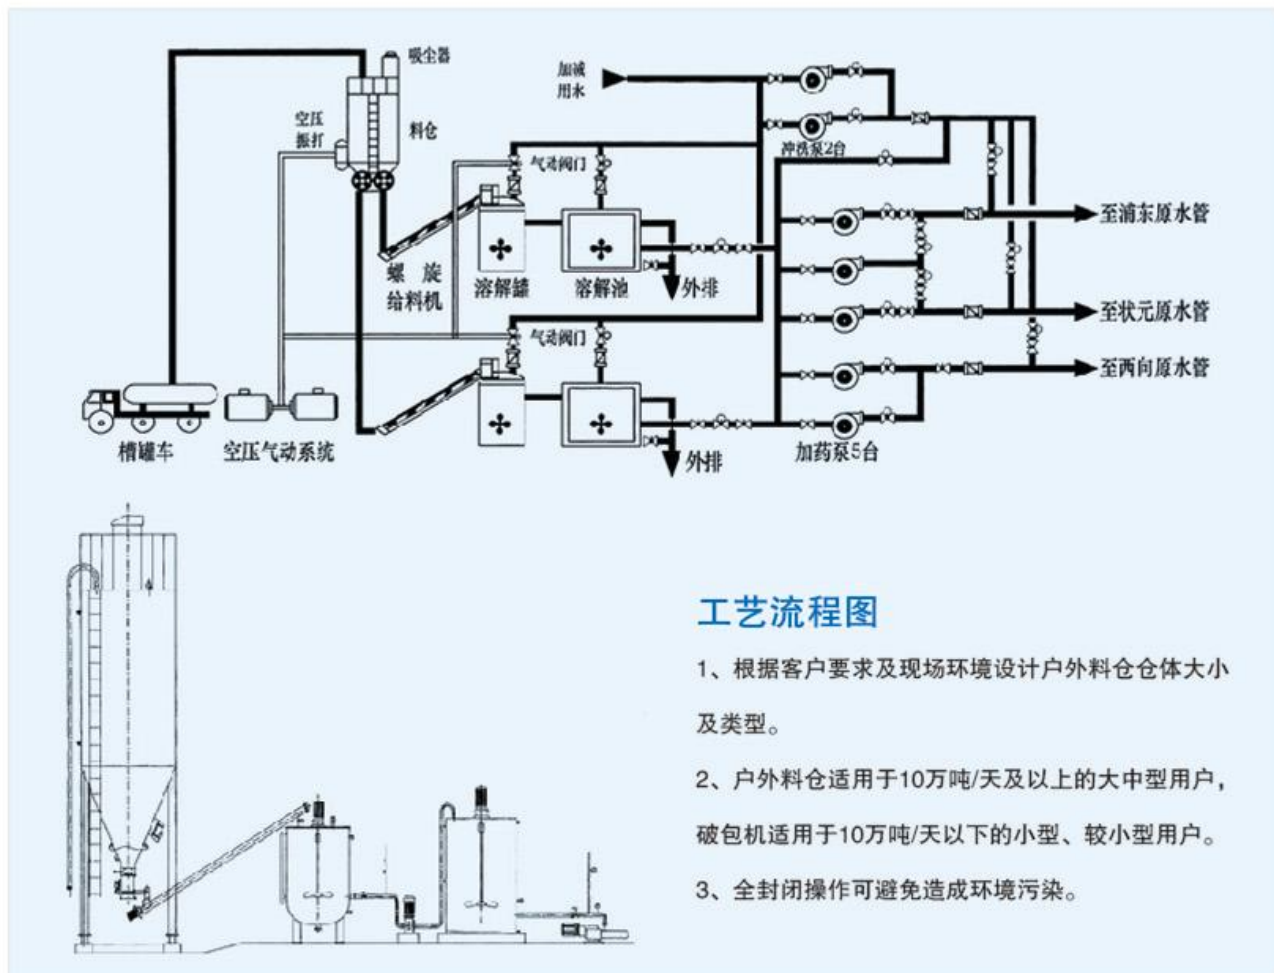 吸尘器
加碱
用水
空压
振打
料仓
冲洗泵2台
气动阀门
至浦东原水管
螺 旋
给料机
溶解罐
溶解池
外排
至状元原水管
气动阀门
至西向原水管
槽罐车
空压气动系统
外排
加药泵5台
工艺流程图
1、根据客户要求及现场环境设计户外料仓仓体大小
及类型。
2、户外料仓适用于10万吨/天及以上的大中型用户，
破包机适用于10万吨/天以下的小型、较小型用户。
3、全封闭操作可避免造成环境污染。